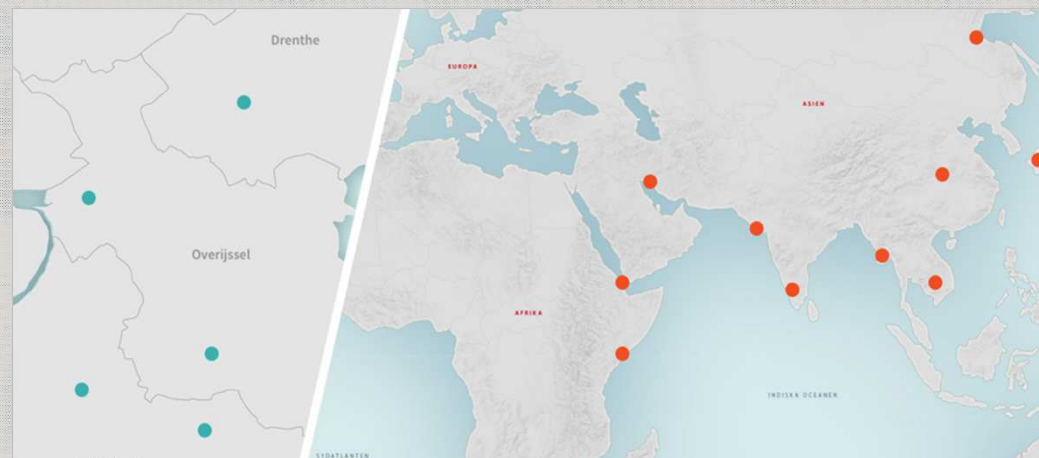 Drenthe
Overijssel
EUROPA
ASIEN
AFRIKA
INDISKA OCEANEN
SYDATLANTEN